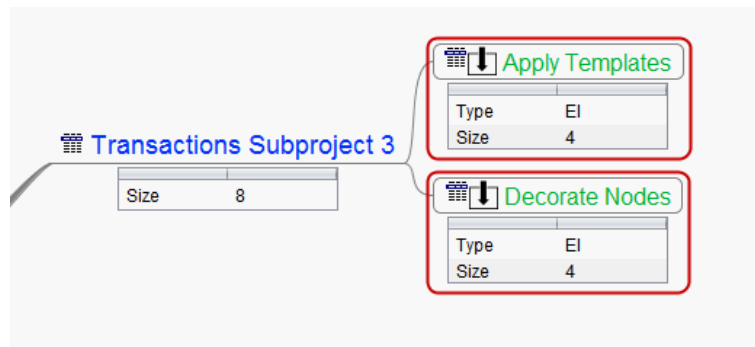 Transactions Subproject 3
Size 8
Apply Templates
Type EI
Size 4
Decorate Nodes
Type EI
Size 4